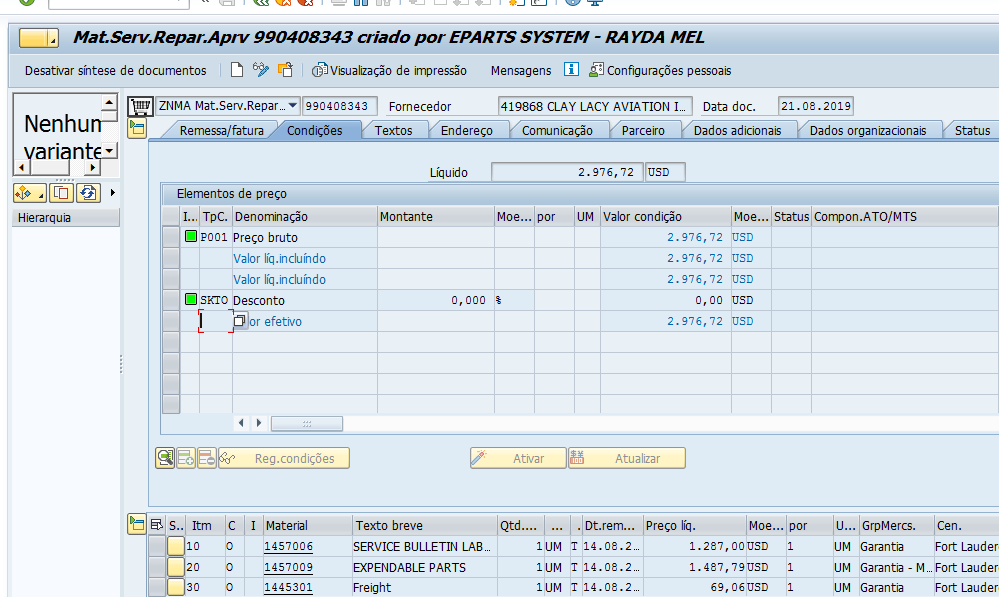 Mat.Serv.Repar.Aprv 990408343 criado por EPARTS SYSTEM - RAYDA MEL
Desativar síntese de documentos Visualização de impressão Mensagens Configurações pessoais
Nenhum
variante
Hierarquia
ZNMA Mat.Serv.Repar... 990408343 Fornecedor 419868 CLAY LACY AVIATION I... Data doc. 21.08.2019
Remessa/fatura Condições Textos Endereço Comunicação Parceiro Dados adicionais Dados organizacionais Status
Líquido 2.976,72 USD
Elementos de preço
I... TpC. Denominação Montante Moe... por UM Valor condição Moe... Status Compon.ATO/MTS
P001 Preço bruto 2.976,72 USD
Valor líq.incluíndo 2.976,72 USD
Valor líq.incluíndo 2.976,72 USD
SKTO Desconto 0,000 % 0,00 USD
or efetivo 2.976,72 USD
Reg.condições Ativar Atualizar
S.. Itm C I Material Texto breve Qtd.... ... . Dt.rem... Preço líq. Moe... por U... GrpMercs. Cen.
10 O 1457006 SERVICE BULLETIN LAB... 1 UM T 14.08.2... 1.287,00 USD 1 UM Garantia Fort Lauder
20 O 1457009 EXPENDABLE PARTS 1 UM T 14.08.2... 1.487,79 USD 1 UM Garantia - M... Fort Lauder
30 O 1445301 Freight 1 UM T 14.08.2... 69,06 USD 1 UM Garantia Fort Lauder